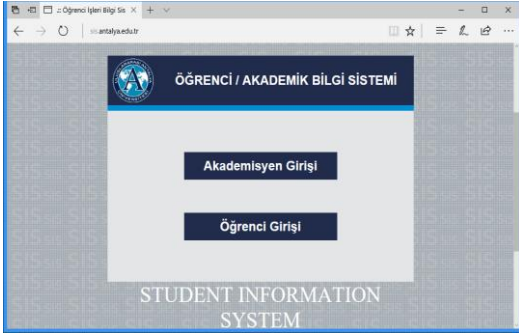 .:: Öğrenci İşleri Bilgi Sis
sis.antalya.edu.tr
ÖĞRENCİ / AKADEMİK BİLGİ SİSTEMİ
Akademisyen Girişi
Öğrenci Girişi
STUDENT INFORMATION
SYSTEM